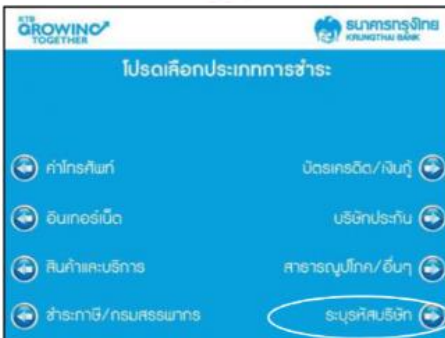 KTB
GROWING
TOGETHER
ธนาคารกรุงไทย
KRUNGTHAI BANK
โปรดเลือกประเภทการชำระ
ค่าโทรศัพท์
บัตรเครดิต/เงินกู้
อินเทอร์เน็ต
บริษัทประกัน
สินค้าและบริการ
สาธารณูปโภค/อื่นๆ
ชำระภาษี/กรมสรรพากร
ระบุรหัสบริษัท